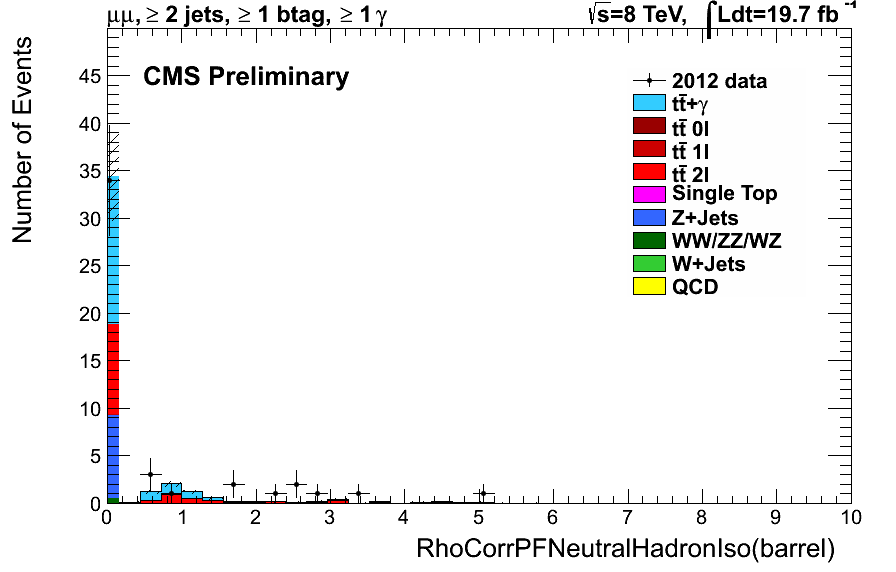 μμ, ≥ 2 jets, ≥ 1 btag, ≥ 1 γ √s=8 TeV, ∫Ldt=19.7 fb⁻¹
CMS Preliminary
2012 data
tt̄+γ
tt̄ 0l
tt̄ 1l
tt̄ 2l
Single Top
Z+Jets
WW/ZZ/WZ
W+Jets
QCD
Number of Events
45
40
35
30
25
20
15
10
5
0
0 1 2 3 4 5 6 7 8 9 10
RhoCorrPFNeutralHadronIso(barrel)